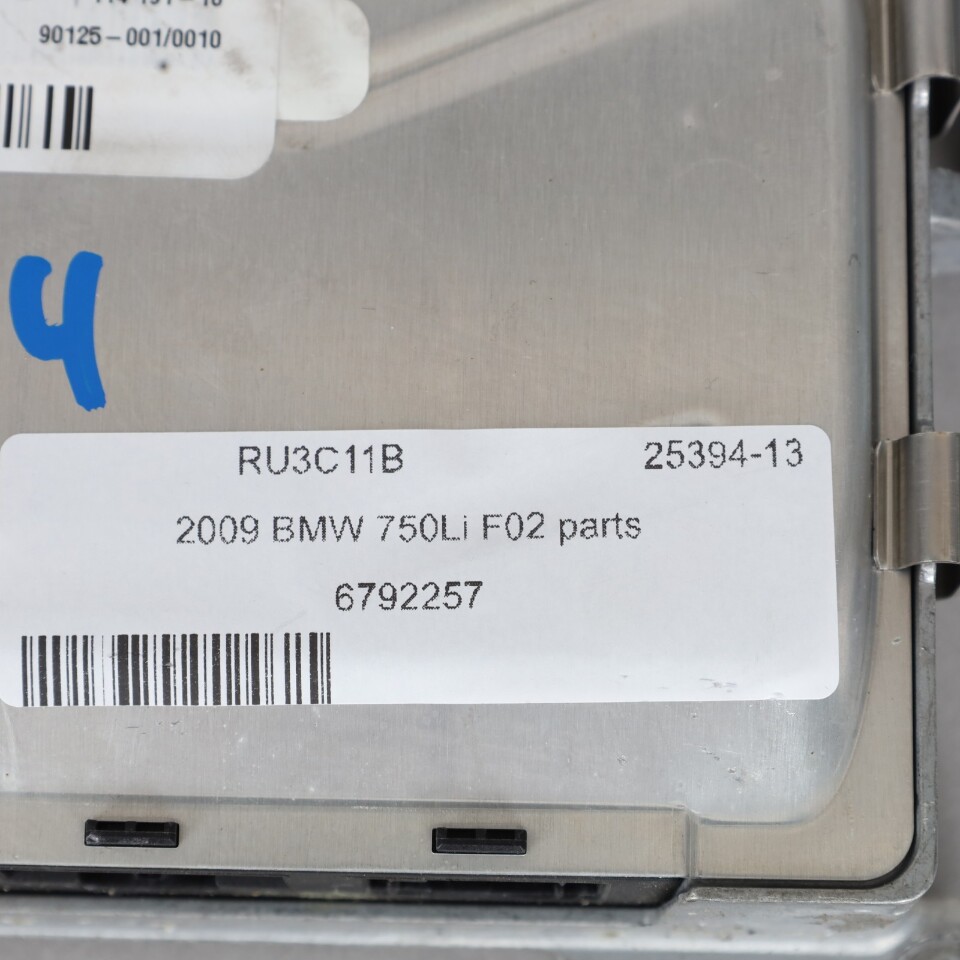 90125-001/0010
4
RU3C11B 25394-13
2009 BMW 750Li F02 parts
6792257